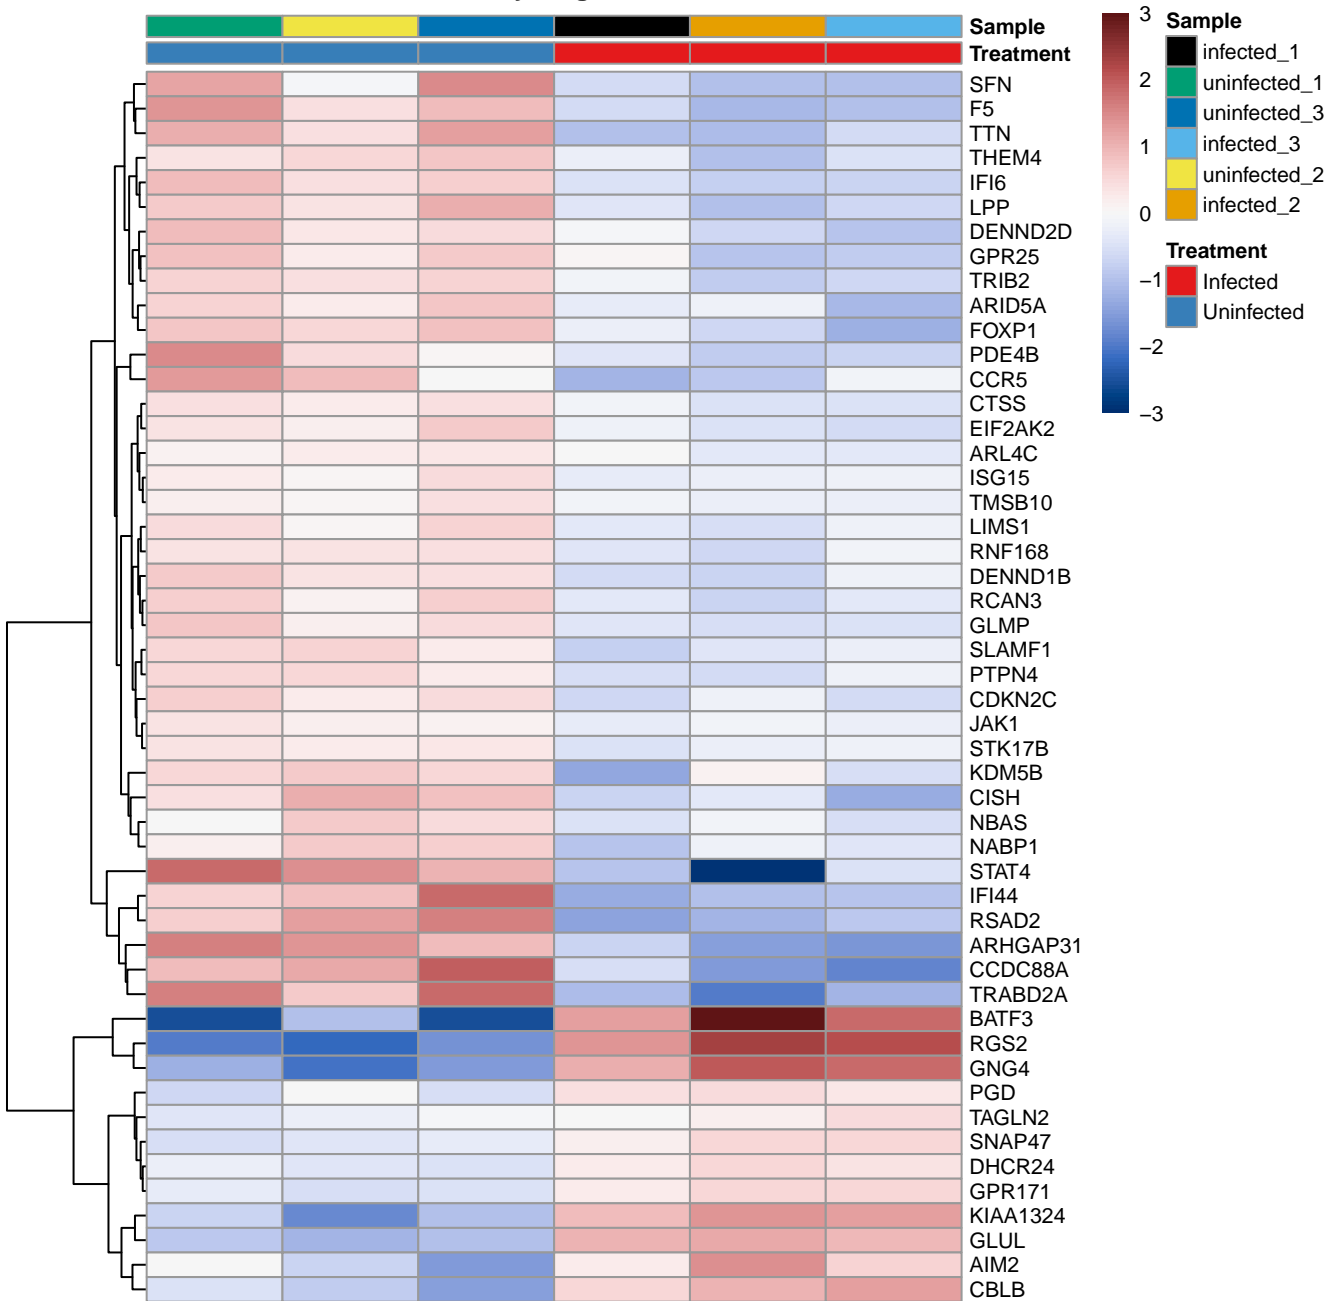 Sample
Treatment
SFN
F5
TTN
THEM4
IFI6
LPP
DENND2D
GPR25
TRIB2
ARID5A
FOXP1
PDE4B
CCR5
CTSS
EIF2AK2
ARL4C
ISG15
TMSB10
LIMS1
RNF168
DENND1B
RCAN3
GLMP
SLAMF1
PTPN4
CDKN2C
JAK1
STK17B
KDM5B
CISH
NBAS
NABP1
STAT4
IFI44
RSAD2
ARHGAP31
CCDC88A
TRABD2A
BATF3
RGS2
GNG4
PGD
TAGLN2
SNAP47
DHCR24
GPR171
KIAA1324
GLUL
AIM2
CBLB
3
2
1
0
−1
−2
−3
Sample
infected_1
uninfected_1
uninfected_3
infected_3
uninfected_2
infected_2
Treatment
Infected
Uninfected